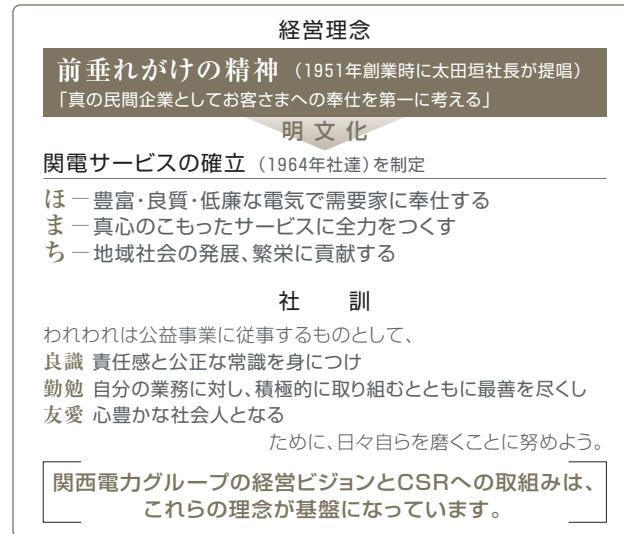 経営理念
前垂れがけの精神（1951年創業時に太田垣社長が提唱）
「真の民間企業としてお客さまへの奉仕を第一に考える」
明文化
関電サービスの確立（1964年社達）を制定
ほ－豊富・良質・低廉な電気で需要家に奉仕する
ま－真心のこもったサービスに全力をつくす
ち－地域社会の発展、繁栄に貢献する
社　訓
われわれは公益事業に従事するものとして、
良識 責任感と公正な常識を身につけ
勤勉 自分の業務に対し、積極的に取り組むとともに最善を尽くし
友愛 心豊かな社会人となる
ために、日々自らを磨くことに努めよう。
関西電力グループの経営ビジョンとCSRへの取組みは、
これらの理念が基盤になっています。